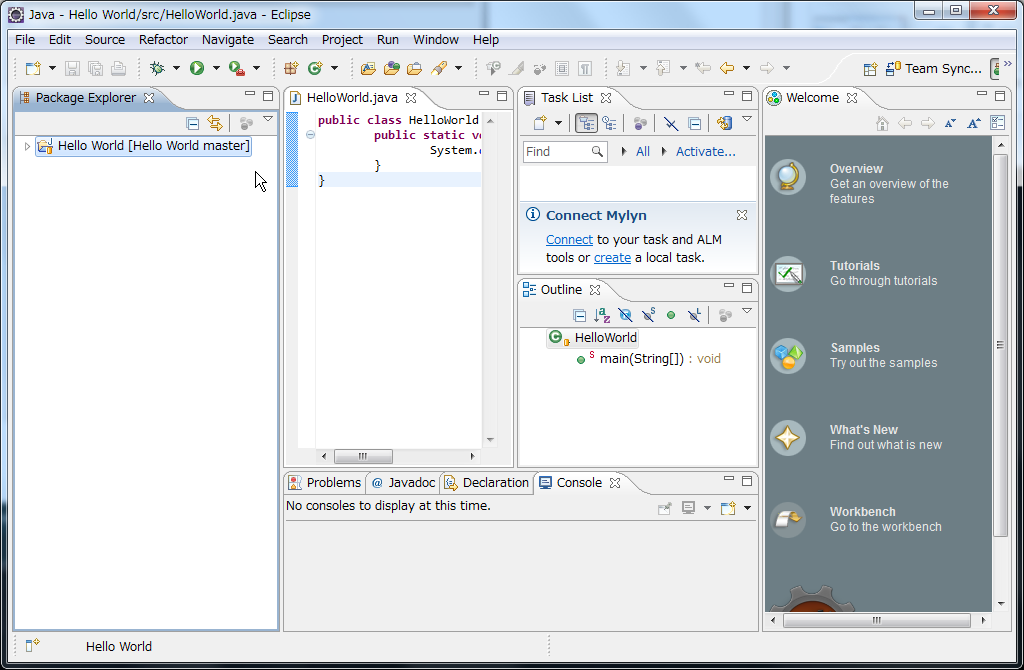 Java - Hello World/src/HelloWorld.java - Eclipse
File Edit Source Refactor Navigate Search Project Run Window Help
Team Sync...
Package Explorer
Hello World [Hello World master]
HelloWorld.java
public class HelloWorld
public static vo
System.o
}
}
Task List
Find
All
Activate...
Connect Mylyn
Connect to your task and ALM
tools or create a local task.
Outline
HelloWorld
main(String[]) : void
Welcome
Overview
Get an overview of the
features
Tutorials
Go through tutorials
Samples
Try out the samples
What's New
Find out what is new
Workbench
Go to the workbench
Problems @ Javadoc Declaration Console
No consoles to display at this time.
Hello World